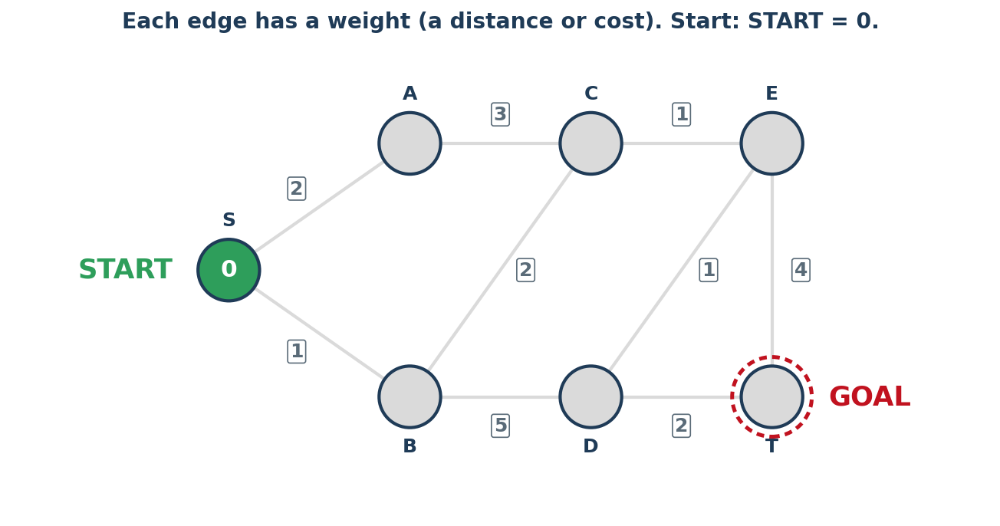 Each edge has a weight (a distance or cost). Start: START = 0.
A
C
E
3
1
2
S
START
0
2
1
4
1
GOAL
5
2
B
D
T